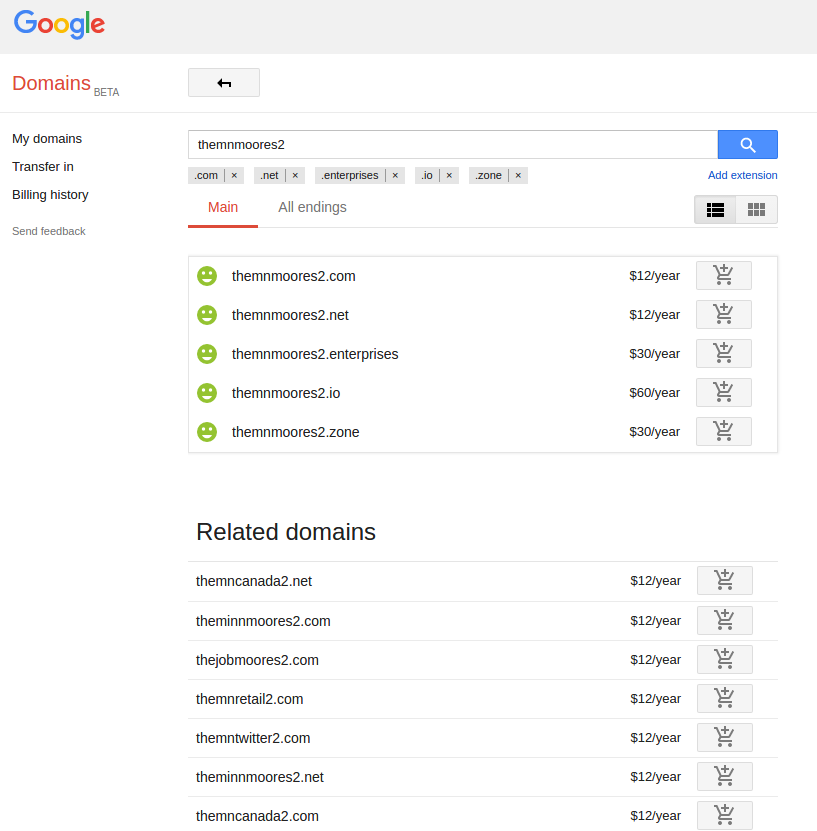 Google
Domains BETA
My domains
Transfer in
Billing history
Send feedback
themnmoores2
.com × .net × .enterprises × .io × .zone × Add extension
Main All endings
themnmoores2.com $12/year
themnmoores2.net $12/year
themnmoores2.enterprises $30/year
themnmoores2.io $60/year
themnmoores2.zone $30/year
Related domains
themncanada2.net $12/year
theminnmoores2.com $12/year
thejobmoores2.com $12/year
themnretail2.com $12/year
themntwitter2.com $12/year
theminnmoores2.net $12/year
themncanada2.com $12/year